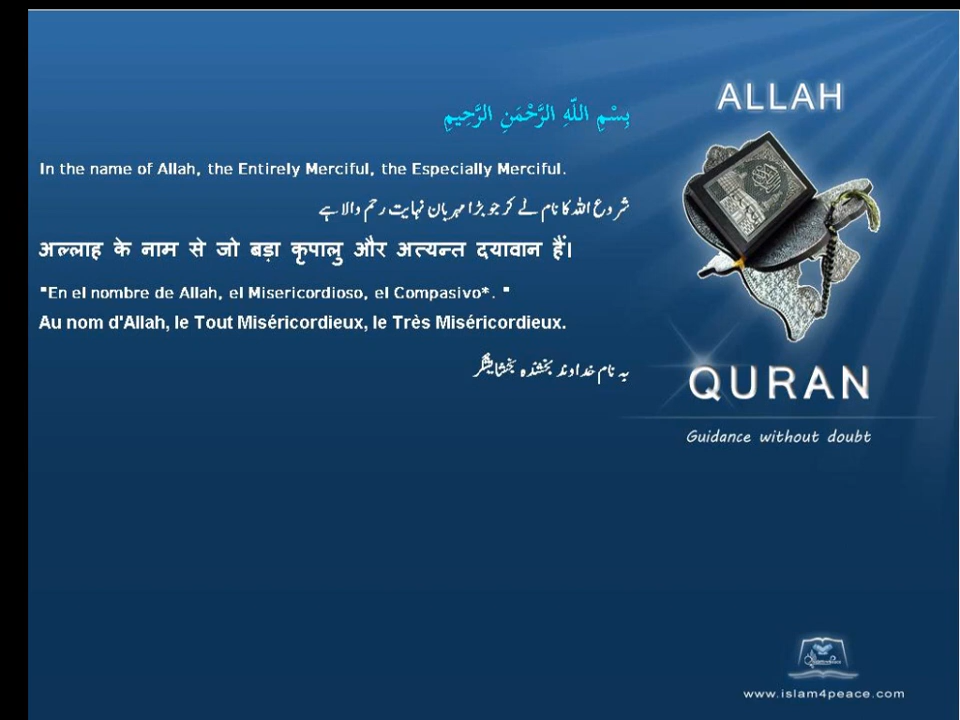 بِسْمِ اللّهِ الرَّحْمَنِ الرَّحِيمِ
In the name of Allah, the Entirely Merciful, the Especially Merciful.
شروع اللہ کا نام لے کر جو بڑا مہربان نہایت رحم والا ہے
अल्लाह के नाम से जो बड़ा कृपालु और अत्यन्त दयावान हैं।
"En el nombre de Allah, el Misericordioso, el Compasivo*. "
Au nom d'Allah, le Tout Miséricordieux, le Très Miséricordieux.
به نام خداوند بخشنده بخشایشگر
ALLAH
QURAN
Guidance without doubt
www.islam4peace.com